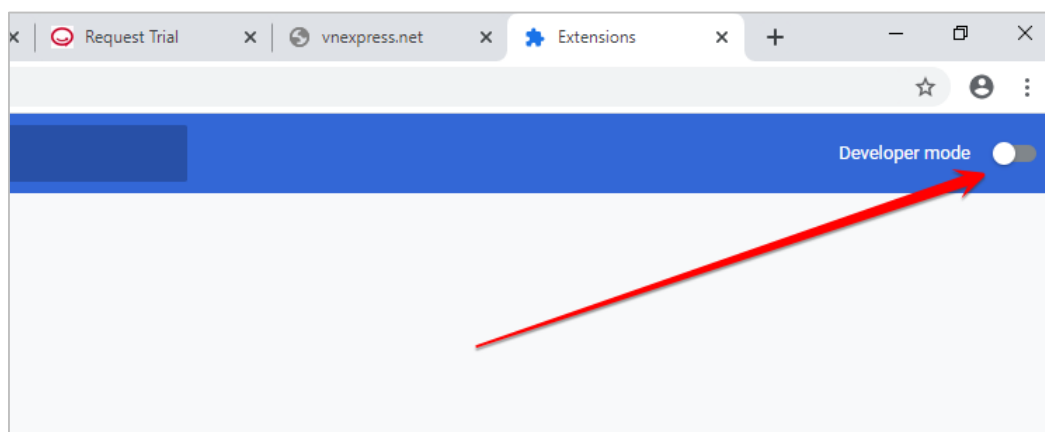 Request Trial
vnexpress.net
Extensions
Developer mode